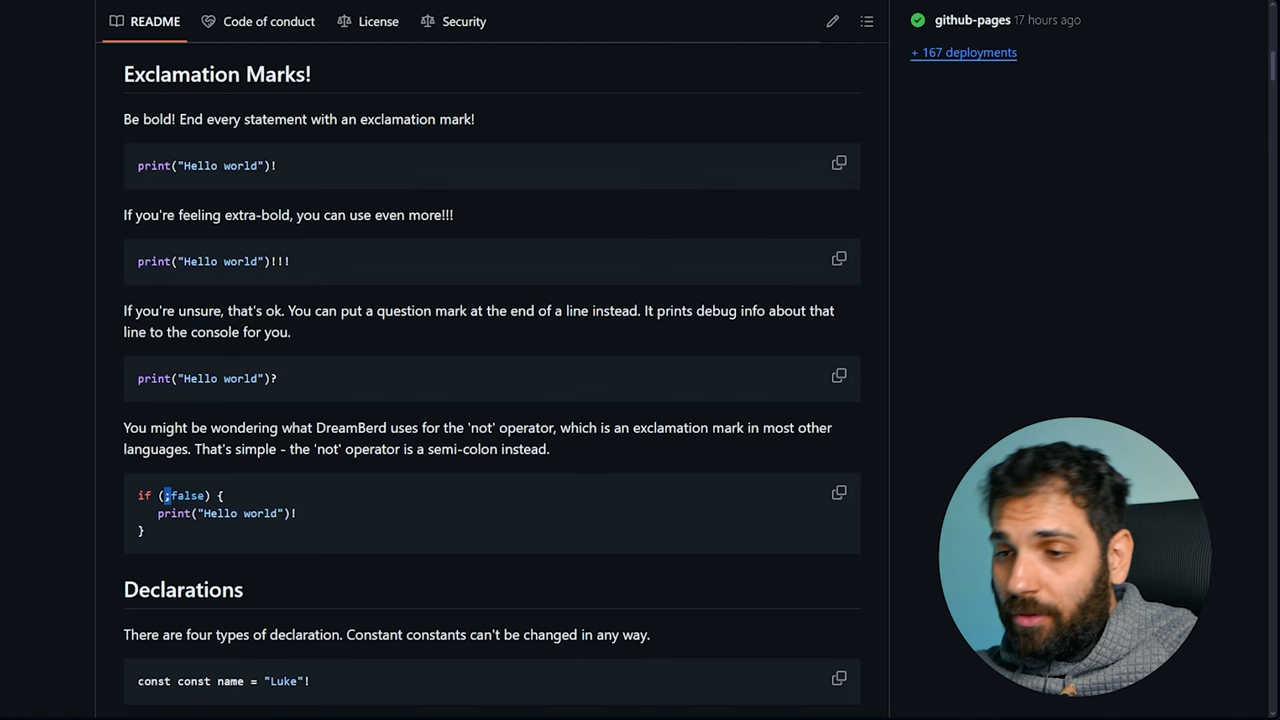 README Code of conduct License Security
github-pages 17 hours ago
+ 167 deployments
Exclamation Marks!
Be bold! End every statement with an exclamation mark!
print("Hello world")!
If you're feeling extra-bold, you can use even more!!!
print("Hello world")!!!
If you're unsure, that's ok. You can put a question mark at the end of a line instead. It prints debug info about that
line to the console for you.
print("Hello world")?
You might be wondering what DreamBerd uses for the 'not' operator, which is an exclamation mark in most other
languages. That's simple - the 'not' operator is a semi-colon instead.
if (;false) {
print("Hello world")!
}
Declarations
There are four types of declaration. Constant constants can't be changed in any way.
const const name = "Luke"!